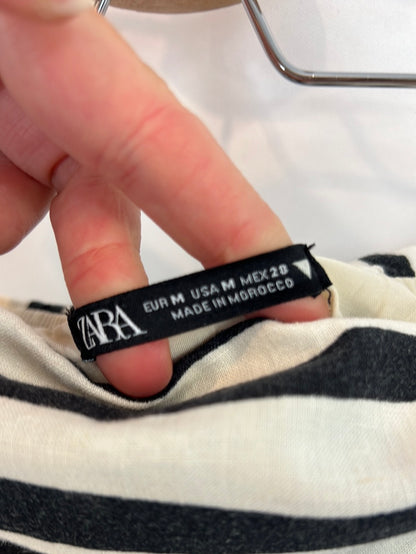 ZARA
EUR M USA M MEX 28
MADE IN MOROCCO